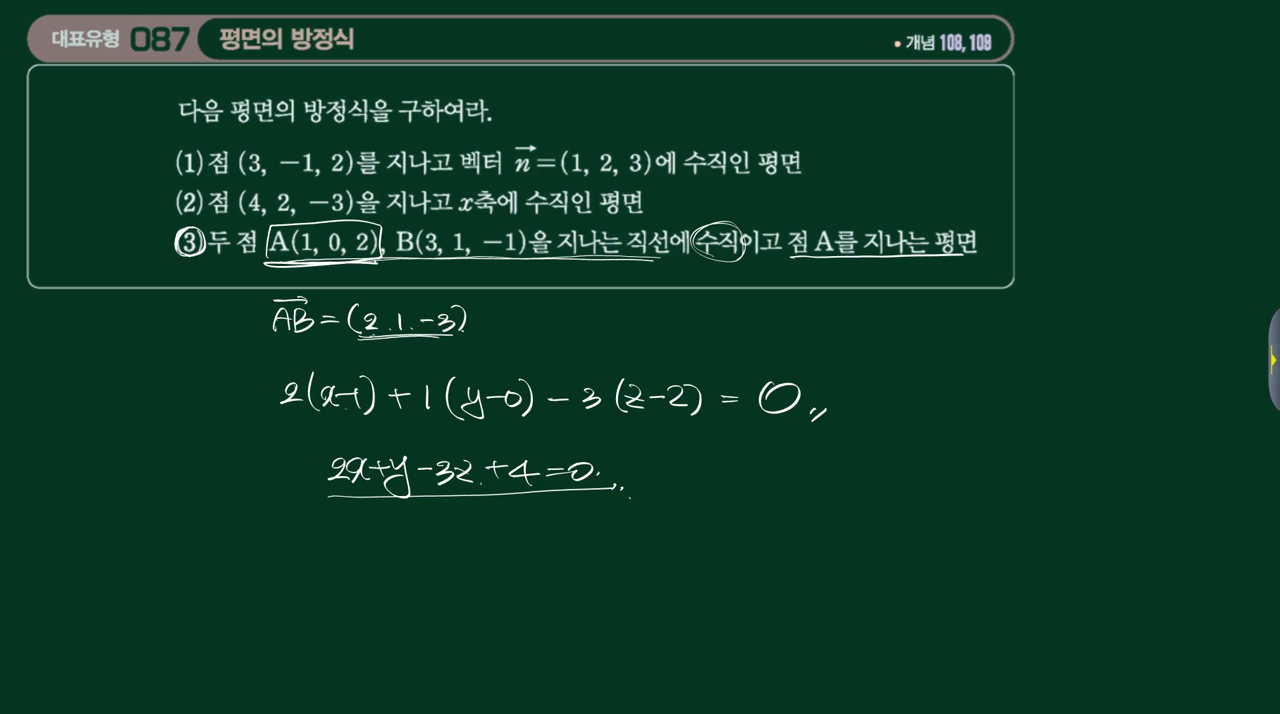 대표유형 087 평면의 방정식 • 개념 108, 108
다음 평면의 방정식을 구하여라.
(1) 점 (3, −1, 2)를 지나고 벡터 n⃗=(1, 2, 3)에 수직인 평면
(2) 점 (4, 2, −3)을 지나고 x축에 수직인 평면
(3) 두 점 A(1, 0, 2), B(3, 1, −1)을 지나는 직선에 수직이고 점 A를 지나는 평면
AB⃗ = (2. 1. -3)
2(x-1) + 1(y-0) - 3(z-2) = 0
2x+y-3z+4=0.